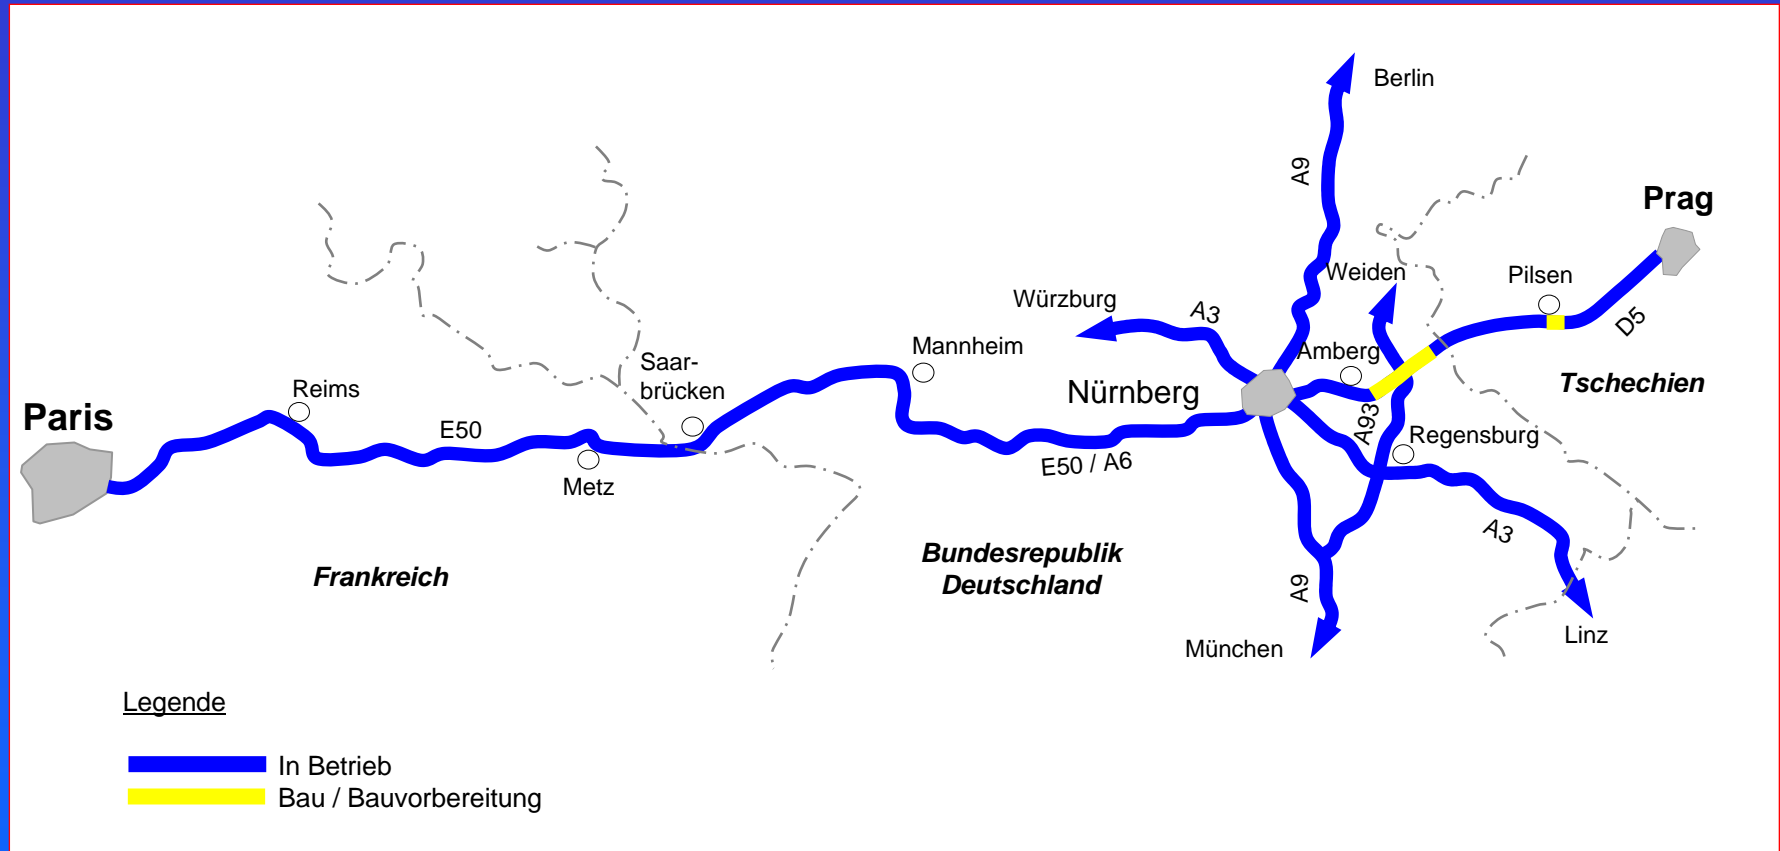 Berlin
A9
Prag
Weiden
Pilsen
Würzburg
A3
D5
Mannheim
Amberg
Saar-
brücken
Reims
Nürnberg
Tschechien
Paris
E50
A93
Regensburg
E50 / A6
Metz
A3
Bundesrepublik
Deutschland
Frankreich
A9
Linz
München
Legende
In Betrieb
Bau / Bauvorbereitung